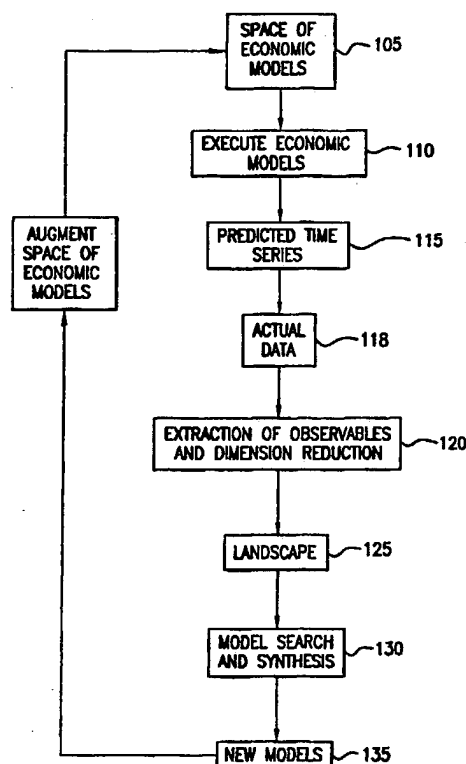 SPACE OF
ECONOMIC
MODELS
105
EXECUTE ECONOMIC
MODELS
110
PREDICTED TIME
SERIES
115
AUGMENT
SPACE OF
ECONOMIC
MODELS
ACTUAL
DATA
118
EXTRACTION OF OBSERVABLES
AND DIMENSION REDUCTION
120
LANDSCAPE
125
MODEL SEARCH
AND SYNTHESIS
130
NEW MODELS
135